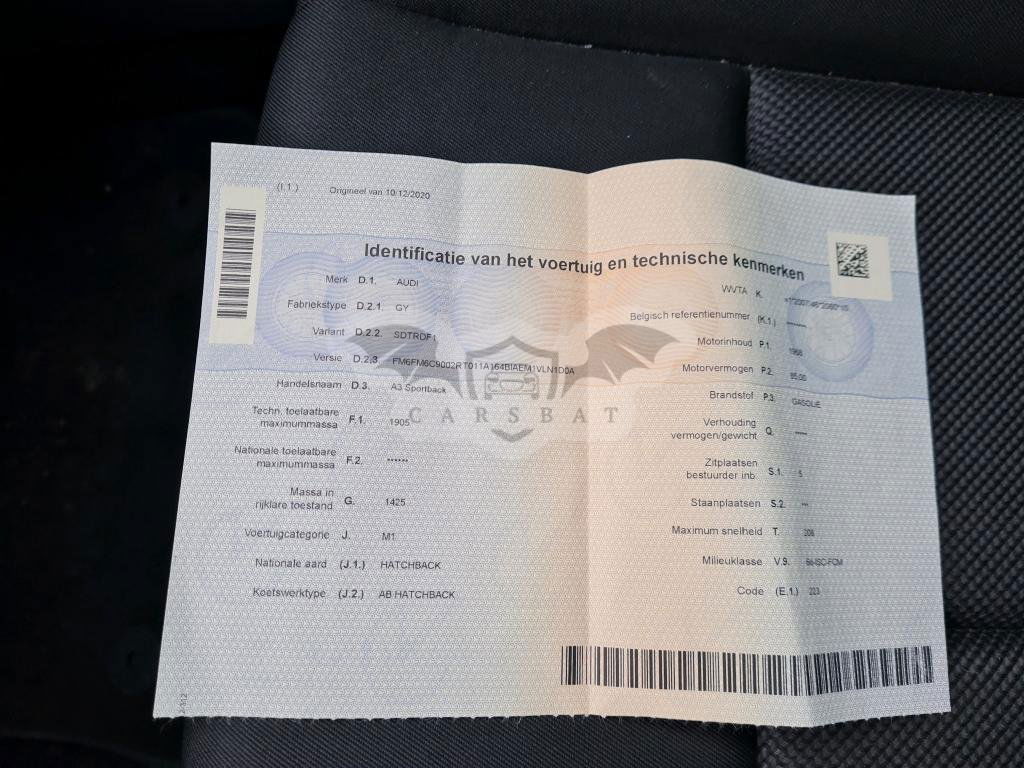 (I.1) Origineel van 10/12/2020
Identificatie van het voertuig en technische kenmerken
Merk D.1. AUDI
Fabriekstype D.2.1. GY
Variant D.2.2. SDTRDF1
Versie D.2.3. FM6FM6C9002RT011A164BIAEM1VLN1D0A
Handelsnaam D.3. A3 Sportback
Techn. toelaatbare
maximummassa F.1. 1905
Nationale toelaatbare
maximummassa F.2. ------
Massa in
rijklare toestand G. 1425
Voertuigcategorie J. M1
Nationale aard (J.1.) HATCHBACK
Koetswerktype (J.2.) AB HATCHBACK
WVTA K.
Belgisch referentienummer (K.1.) -------
Motorinhoud P.1. 1968
Motorvermogen P.2. 85.00
Brandstof P.3. GASOLIE
Verhouding
vermogen/gewicht Q. ----
Zitplaatsen
bestuurder inb S.1. 5
Staanplaatsen S.2. ---
Maximum snelheid T. 206
Milieuklasse V.9.
Code (E.1.) 223
CARSBAT